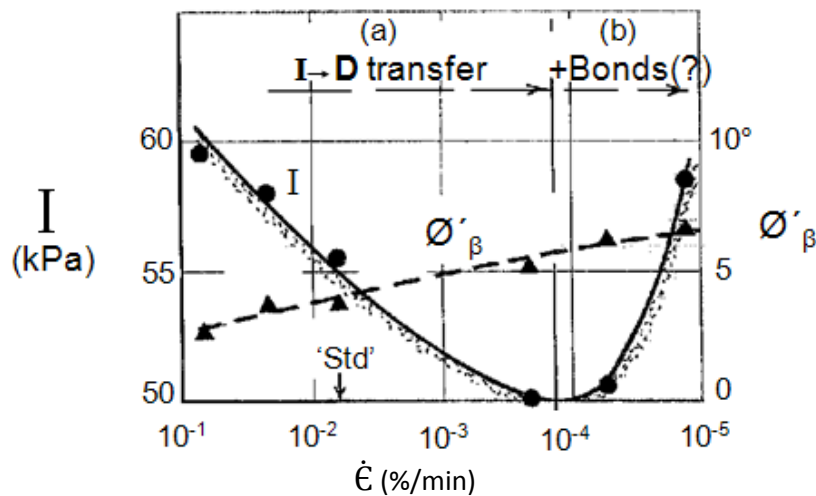 (a) (b)
I→D transfer +Bonds(?)
60 10°
I
I Ø´β Ø´β
(kPa) 55 5
'Std'
50 0
10-1 10-2 10-3 10-4 10-5
Ė (%/min)